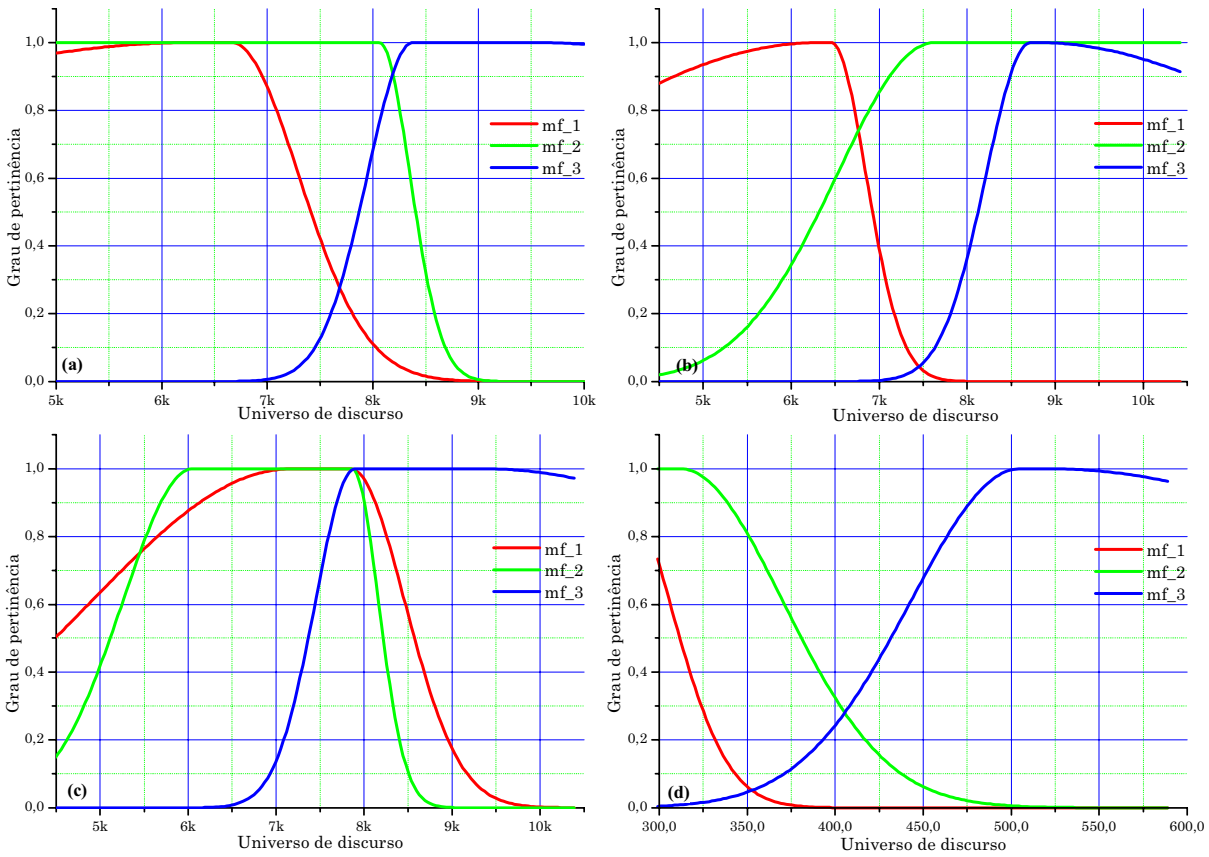 1,0
0,8
0,6
0,4
0,2
0,0
Grau de pertinência
mf_1
mf_2
mf_3
(a)
5k 6k 7k 8k 9k 10k
Universo de discurso
1,0
0,8
0,6
0,4
0,2
0,0
Grau de pertinência
mf_1
mf_2
mf_3
(b)
5k 6k 7k 8k 9k 10k
Universo de discurso
1,0
0,8
0,6
0,4
0,2
0,0
Grau de pertinência
mf_1
mf_2
mf_3
(c)
5k 6k 7k 8k 9k 10k
Universo de discurso
1,0
0,8
0,6
0,4
0,2
0,0
Grau de pertinência
mf_1
mf_2
mf_3
(d)
300,0 350,0 400,0 450,0 500,0 550,0 600,0
Universo de discurso